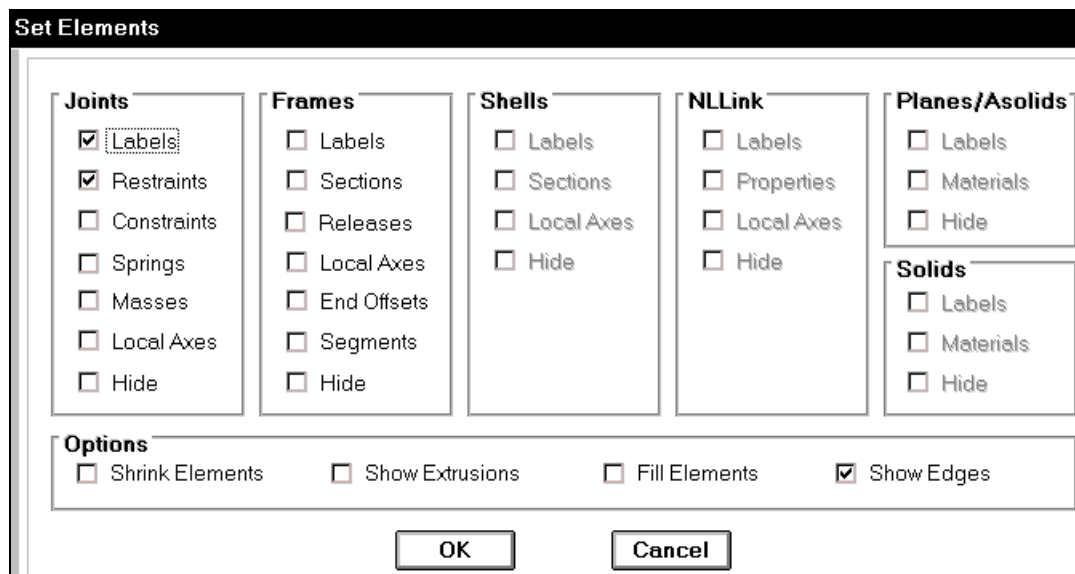 Set Elements
Joints
Labels
Restraints
Constraints
Springs
Masses
Local Axes
Hide
Frames
Labels
Sections
Releases
Local Axes
End Offsets
Segments
Hide
Shells
Labels
Sections
Local Axes
Hide
NLLink
Labels
Properties
Local Axes
Hide
Planes/Asolids
Labels
Materials
Hide
Solids
Labels
Materials
Hide
Options
Shrink Elements
Show Extrusions
Fill Elements
Show Edges
OK
Cancel